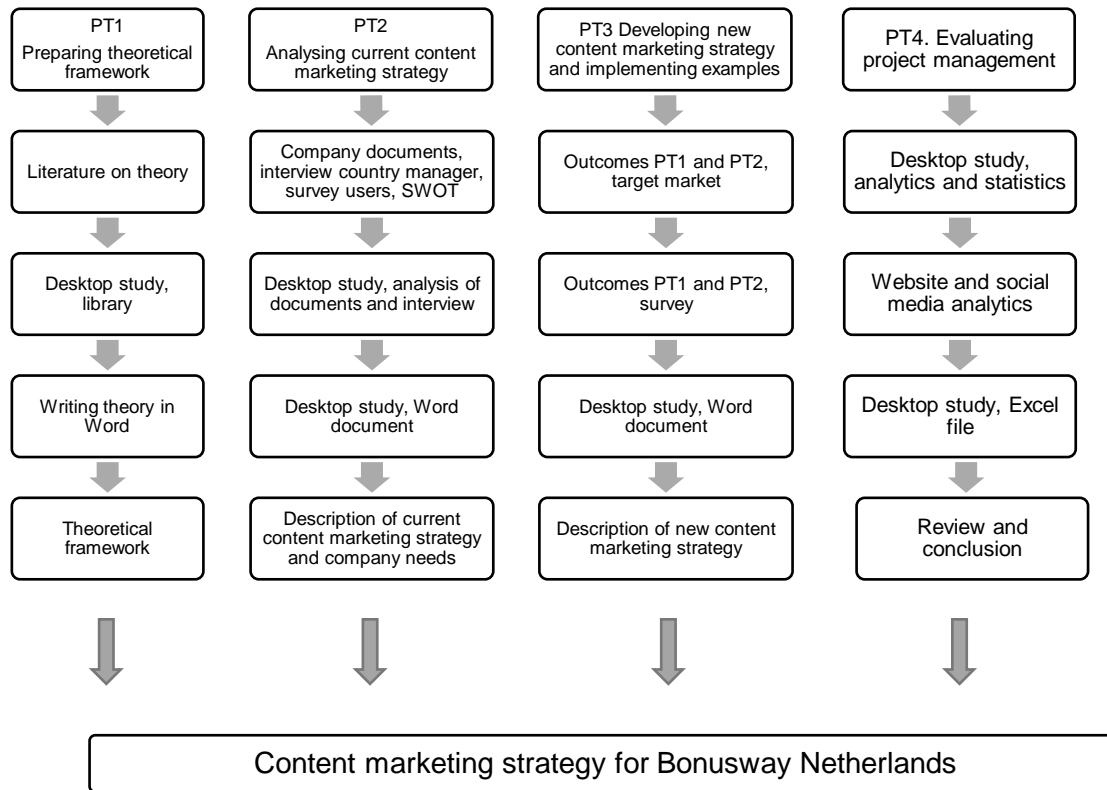 PT1
Preparing theoretical
framework
Literature on theory
Desktop study,
library
Writing theory in
Word
Theoretical
framework
PT2
Analysing current content
marketing strategy
Company documents,
interview country manager,
survey users, SWOT
Desktop study, analysis of
documents and interview
Desktop study, Word
document
Description of current
content marketing strategy
and company needs
PT3 Developing new
content marketing strategy
and implementing examples
Outcomes PT1 and PT2,
target market
Outcomes PT1 and PT2,
survey
Desktop study, Word
document
Description of new content
marketing strategy
PT4. Evaluating
project management
Desktop study,
analytics and statistics
Website and social
media analytics
Desktop study, Excel
file
Review and
conclusion
Content marketing strategy for Bonusway Netherlands